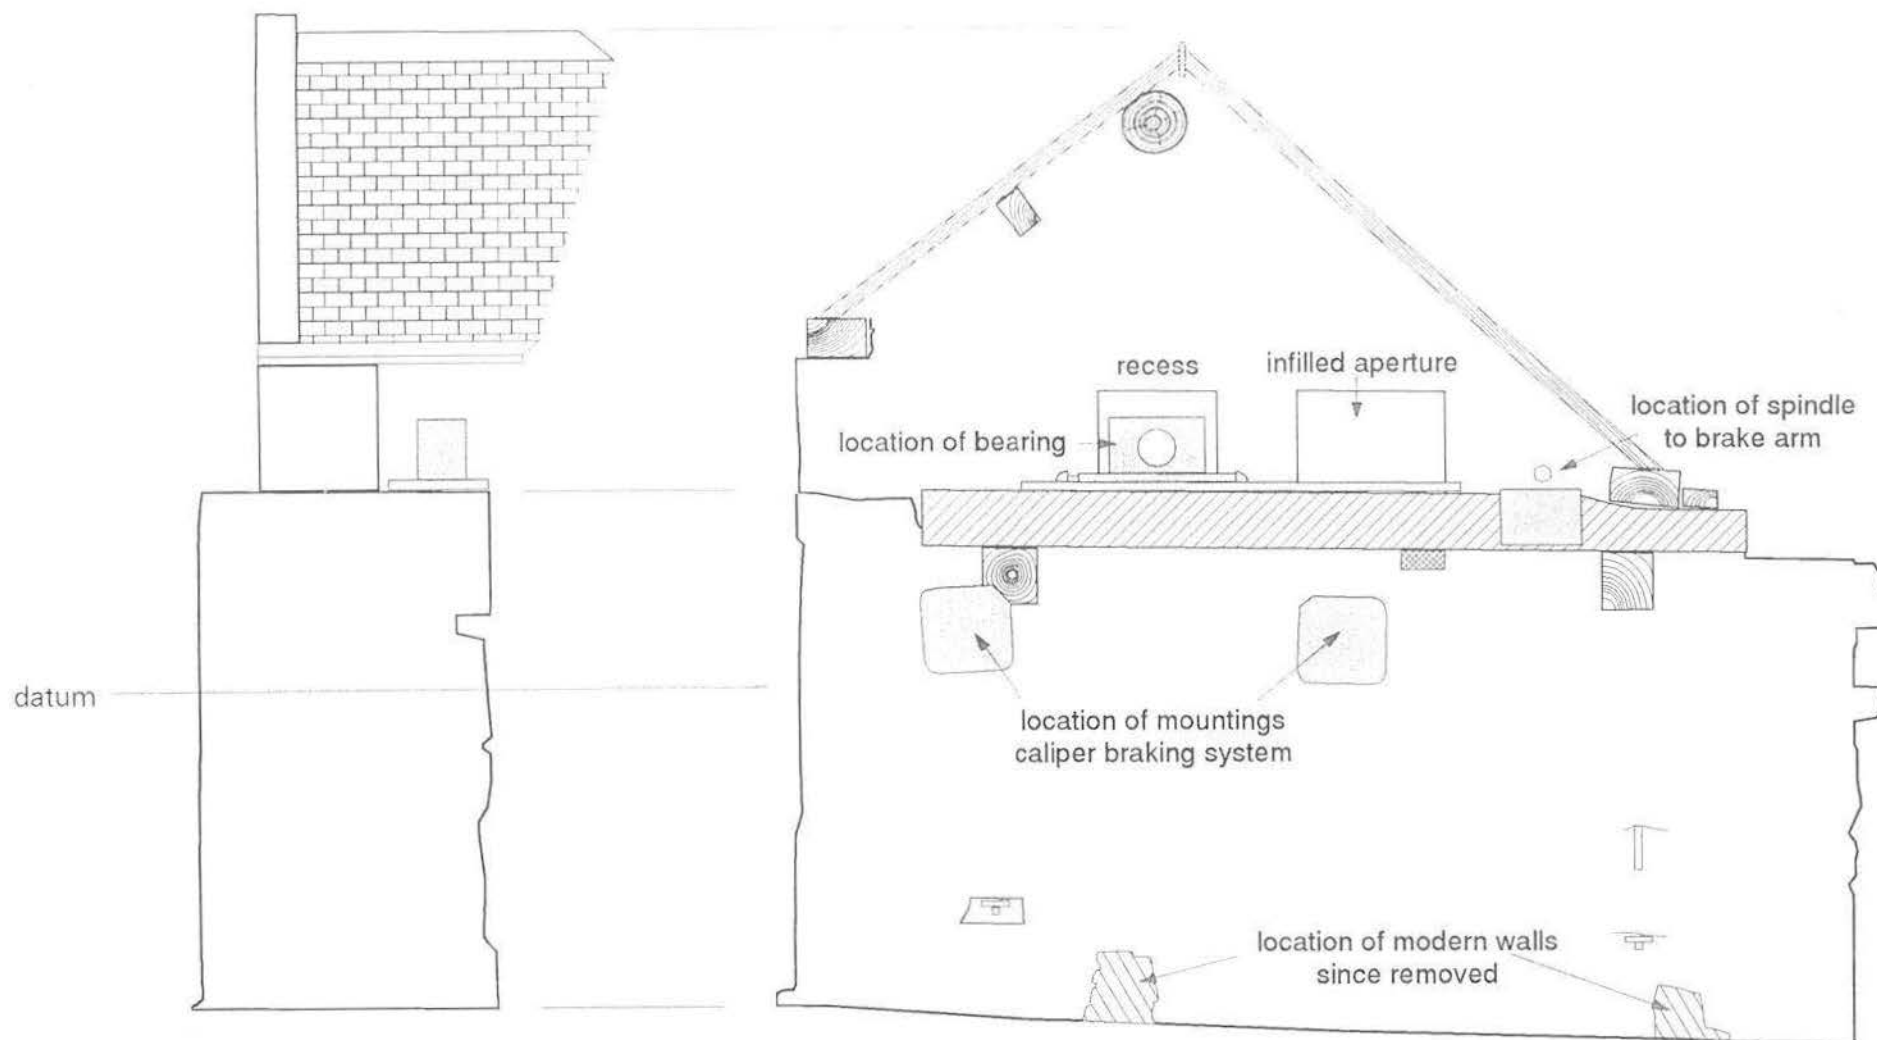 recess
infilled aperture
location of spindle
to brake arm
location of bearing
datum
location of mountings
caliper braking system
location of modern walls
since removed